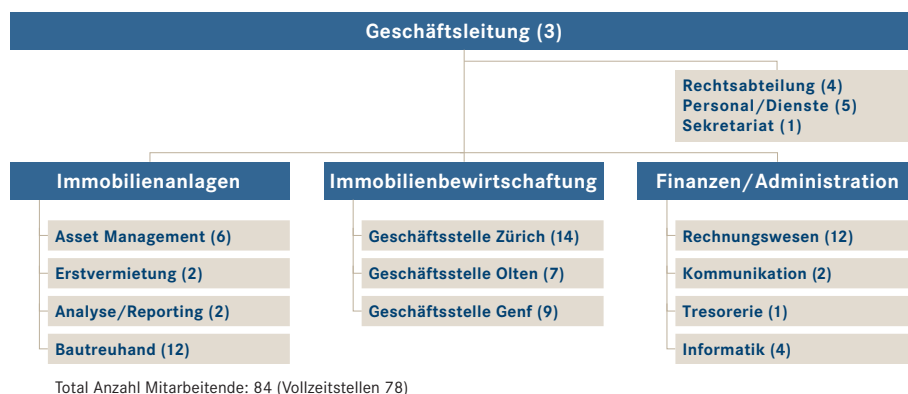 Geschäftsleitung (3)
Rechtsabteilung (4)
Personal/Dienste (5)
Sekretariat (1)
Immobilienanlagen
Asset Management (6)
Erstvermietung (2)
Analyse/Reporting (2)
Bautreuhand (12)
Immobilienbewirtschaftung
Geschäftsstelle Zürich (14)
Geschäftsstelle Olten (7)
Geschäftsstelle Genf (9)
Finanzen/Administration
Rechnungswesen (12)
Kommunikation (2)
Tresorerie (1)
Informatik (4)
Total Anzahl Mitarbeitende: 84 (Vollzeitstellen 78)